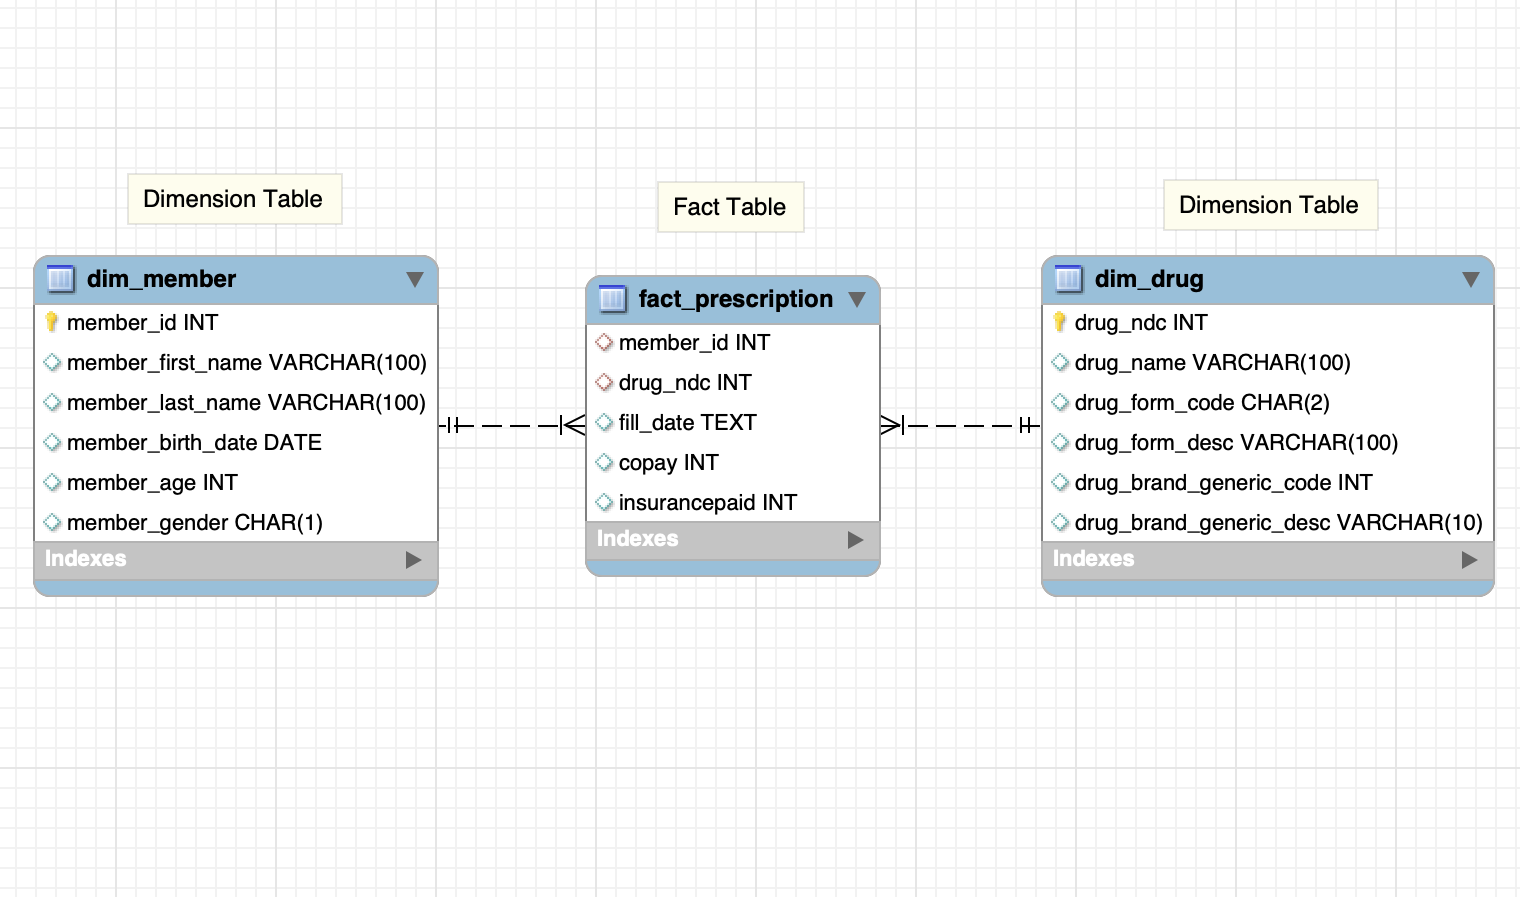 Dimension Table
dim_member
member_id INT
member_first_name VARCHAR(100)
member_last_name VARCHAR(100)
member_birth_date DATE
member_age INT
member_gender CHAR(1)
Indexes
Fact Table
fact_prescription
member_id INT
drug_ndc INT
fill_date TEXT
copay INT
insurancepaid INT
Indexes
Dimension Table
dim_drug
drug_ndc INT
drug_name VARCHAR(100)
drug_form_code CHAR(2)
drug_form_desc VARCHAR(100)
drug_brand_generic_code INT
drug_brand_generic_desc VARCHAR(10)
Indexes